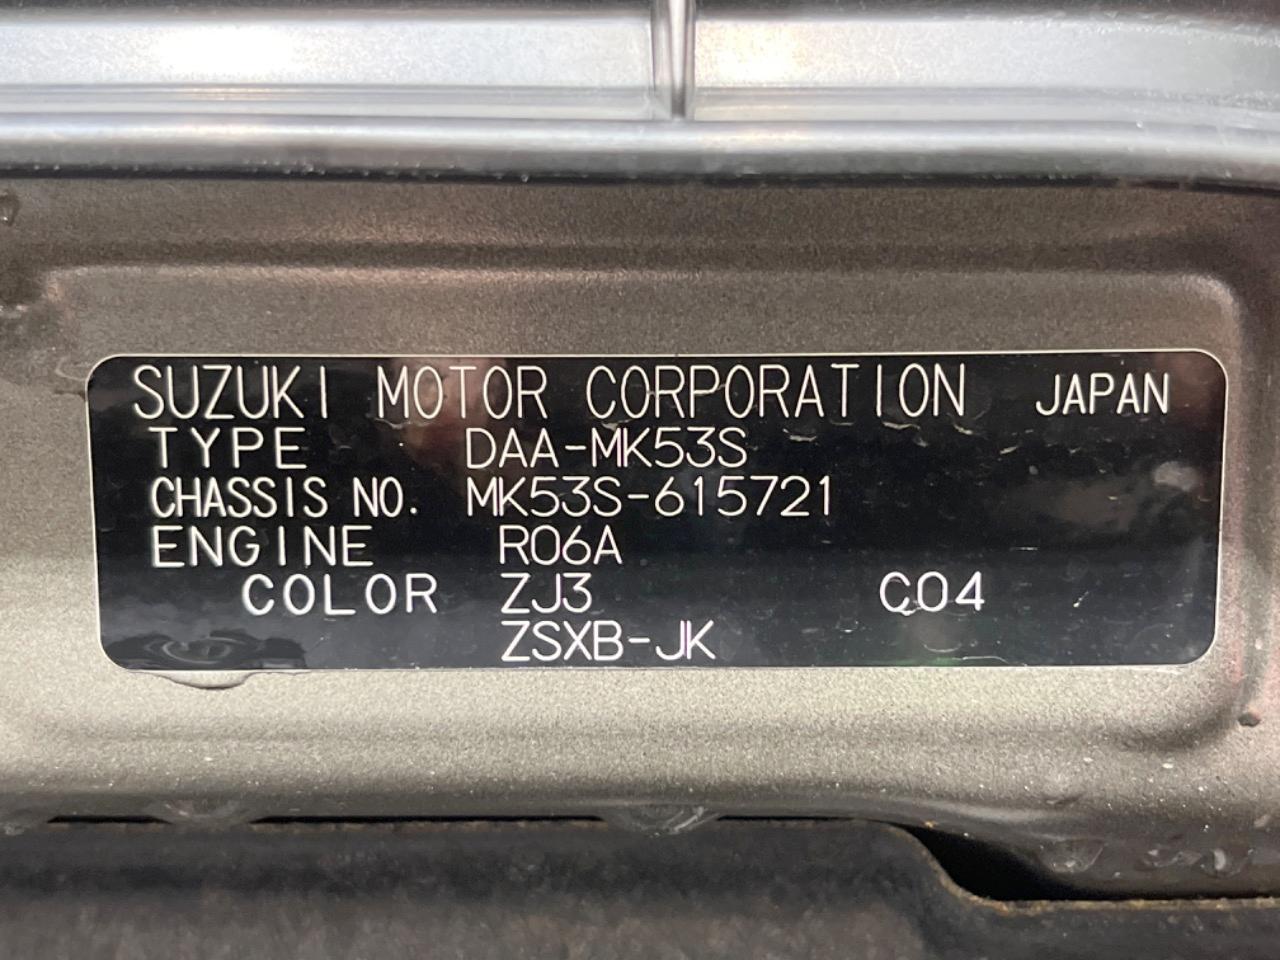 SUZUKI MOTOR CORPORATION JAPAN
TYPE DAA-MK53S
CHASSIS NO. MK53S-615721
ENGINE R06A
COLOR ZJ3 C04
ZSXB-JK